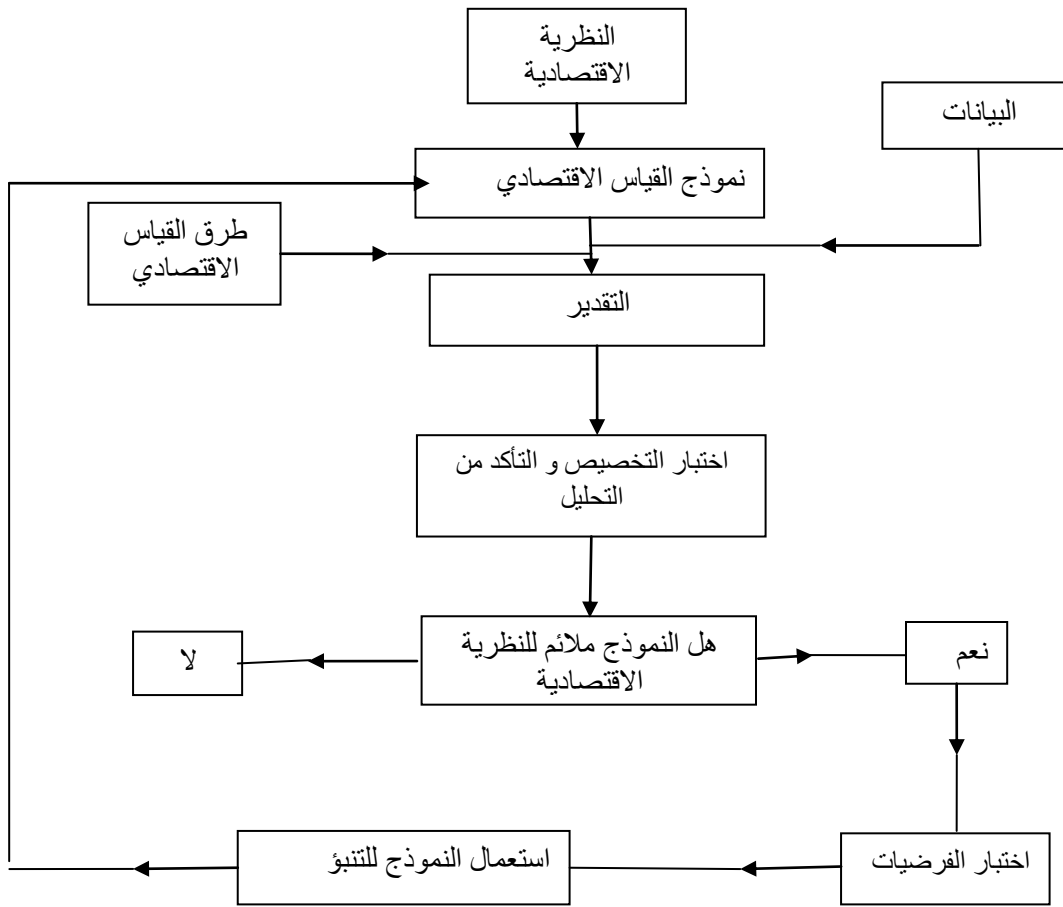 النظرية
الاقتصادية
البيانات
نموذج القياس الاقتصادي
طرق القياس
الاقتصادي
التقدير
اختبار التخصيص و التأكد من
التحليل
هل النموذج ملائم للنظرية
الاقتصادية
نعم
لا
اختبار الفرضيات
استعمال النموذج للتنبؤ